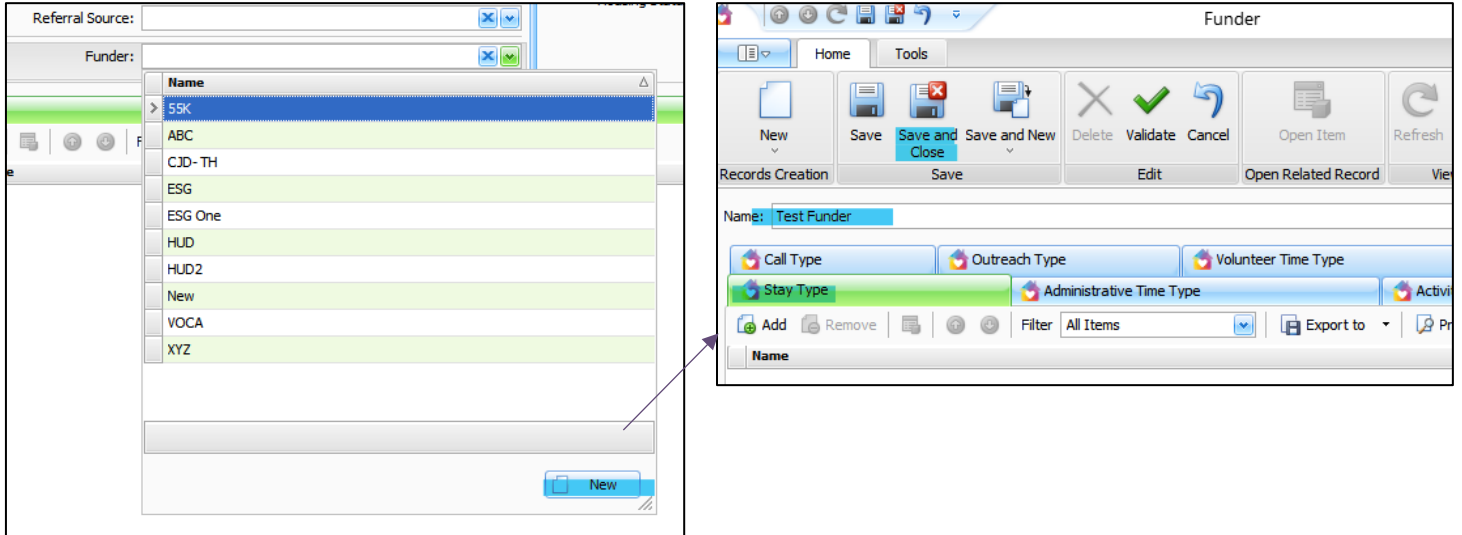 Referral Source:
Funder:
Name
55K
ABC
CJD- TH
ESG
ESG One
HUD
HUD2
New
VOCA
XYZ
New
Funder
Home Tools
New Save Save and Close Save and New Delete Validate Cancel Open Item Refresh
Records Creation Save Edit Open Related Record
Name: Test Funder
Call Type Outreach Type Volunteer Time Type
Stay Type Administrative Time Type Activi
Add Remove Filter All Items Export to Pr
Name